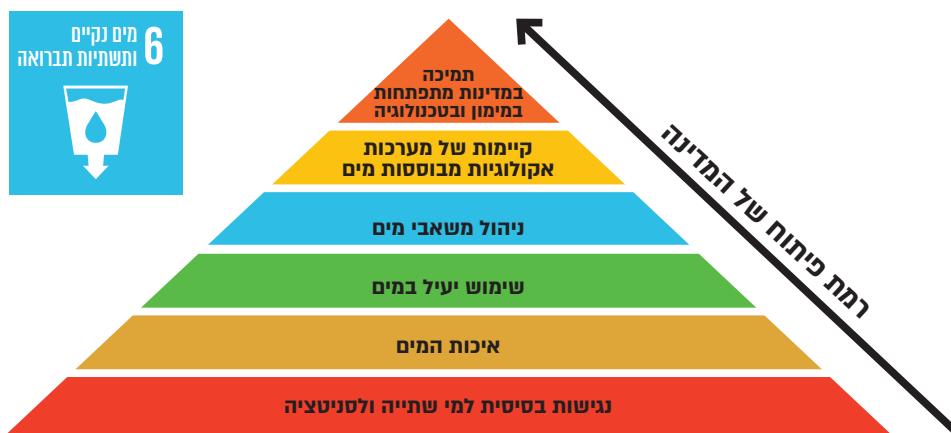 6 מים נקיים
ותשתיות תברואה
תמיכה
במדינות מתפתחות
במימון ובטכנולוגיה
קיימות של מערכות
אקולוגיות מבוססות מים
ניהול משאבי מים
שימוש יעיל במים
איכות המים
נגישות בסיסית למי שתייה ולסניטציה
רמת פיתוח של המדינה